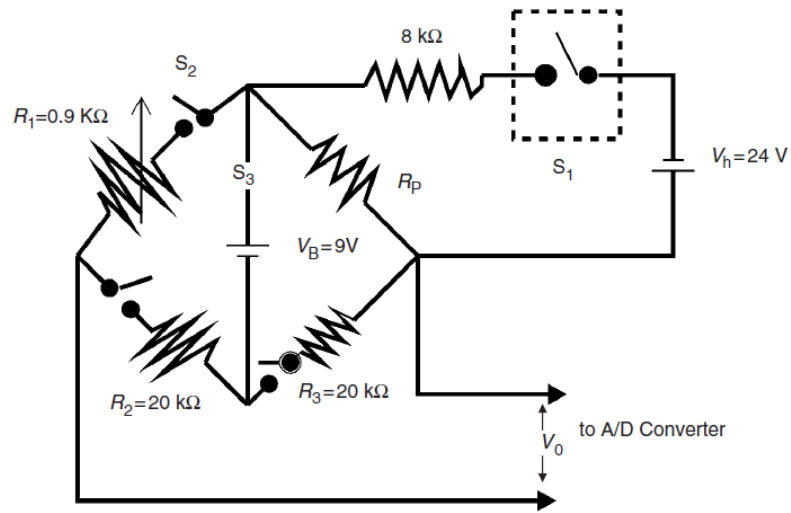 8 kΩ
S2
R1=0.9 KΩ
S3
RP
S1
Vh=24 V
VB=9V
R2=20 kΩ
R3=20 kΩ
V0
to A/D Converter